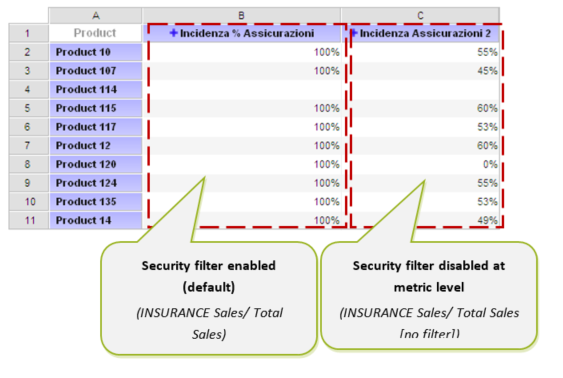 A B C
1 Product Incidenza % Assicurazioni Incidenza Assicurazioni 2
2 Product 10 100% 55%
3 Product 107 100% 45%
4 Product 114
5 Product 115 100% 60%
6 Product 117 100% 53%
7 Product 12 100% 60%
8 Product 120 100% 0%
9 Product 124 100% 55%
10 Product 135 100% 53%
11 Product 14 100% 49%
Security filter enabled
(default)
(INSURANCE Sales/ Total
Sales)
Security filter disabled at
metric level
(INSURANCE Sales/ Total Sales
[no filter])